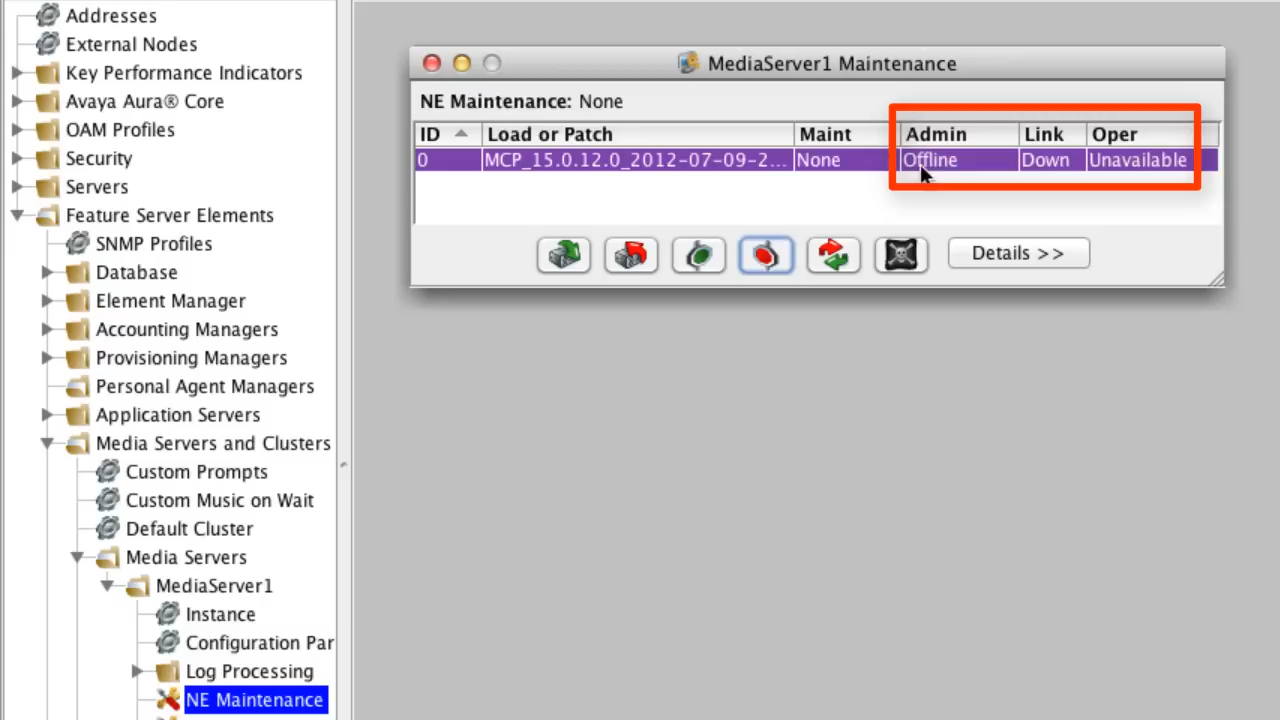 Addresses
External Nodes
Key Performance Indicators
Avaya Aura® Core
OAM Profiles
Security
Servers
Feature Server Elements
SNMP Profiles
Database
Element Manager
Accounting Managers
Provisioning Managers
Personal Agent Managers
Application Servers
Media Servers and Clusters
Custom Prompts
Custom Music on Wait
Default Cluster
Media Servers
MediaServer1
Instance
Configuration Par
Log Processing
NE Maintenance
MediaServer1 Maintenance
NE Maintenance: None
ID Load or Patch Maint Admin Link Oper
0 MCP_15.0.12.0_2012-07-09-2... None Offline Down Unavailable
Details >>